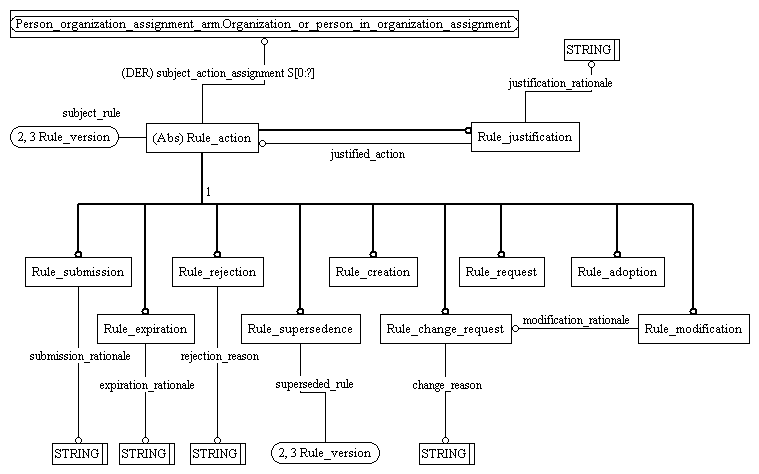 Person_organization_assignment_arm.Organization_or_person_in_organization_assignment
STRING
(DER) subject_action_assignment S[0:?]
justification_rationale
subject_rule
2, 3 Rule_version
(Abs) Rule_action
Rule_justification
justified_action
1
Rule_submission
Rule_rejection
Rule_creation
Rule_request
Rule_adoption
Rule_expiration
Rule_supersedence
Rule_change_request
modification_rationale
Rule_modification
submission_rationale
rejection_reason
expiration_rationale
superseded_rule
change_reason
STRING
STRING
STRING
2, 3 Rule_version
STRING